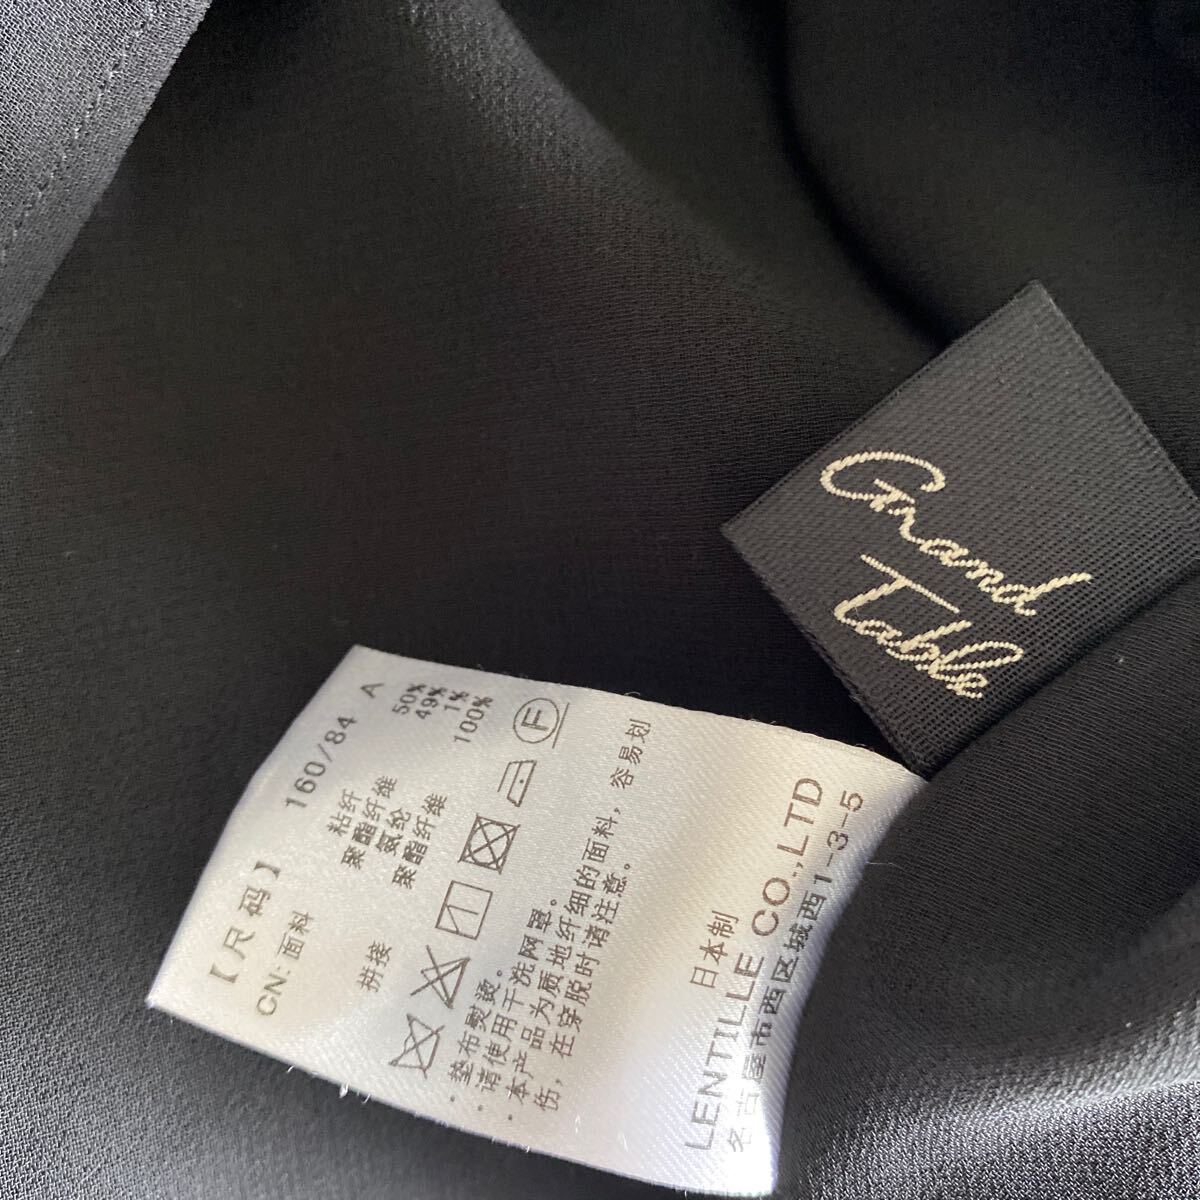 Grand
Table
【尺码】 160/84 A
CN: 面料 粘纤 50%
聚酯纤维 49%
氨纶 1%
拼接 聚酯纤维 100%
F
· 垫布熨烫。
· 请使用干洗网罩。
· 本产品为质地纤细的面料，容易划
伤，在穿脱时请注意。
日本制
LENTILLE CO.,LTD
名古屋市西区城西1-3-5